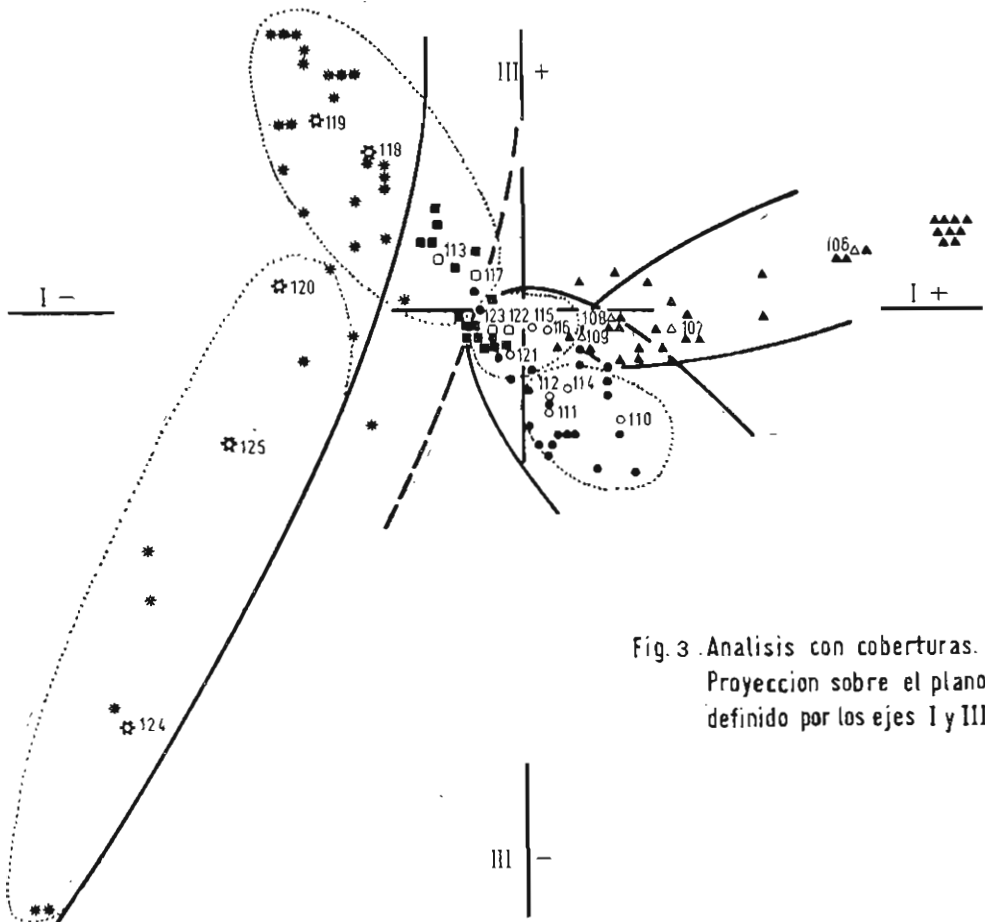 III +
119
118
113
117
106
120
I -
I +
123 122 115
108
102
116
109
121
112 114
111
110
125
124
Fig. 3 . Analisis con coberturas.
Proyeccion sobre el plano
definido por los ejes I y III
III -